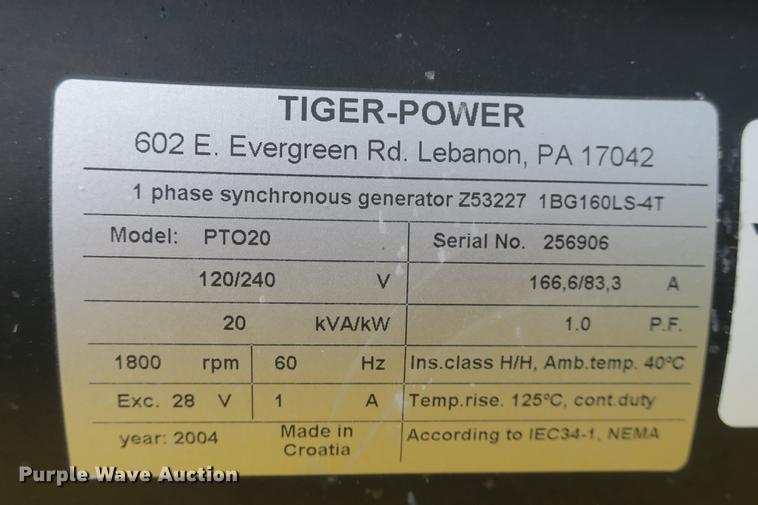 TIGER-POWER
602 E. Evergreen Rd. Lebanon, PA 17042
1 phase synchronous generator Z53227 1BG160LS-4T
Model: PTO20 Serial No. 256906
120/240 V 166,6/83,3 A
20 kVA/kW 1.0 P.F.
1800 rpm 60 Hz Ins.class H/H, Amb.temp. 40ºC
Exc. 28 V 1 A Temp.rise. 125ºC, cont.duty
year: 2004 Made in Croatia According to IEC34-1, NEMA
Purple Wave Auction